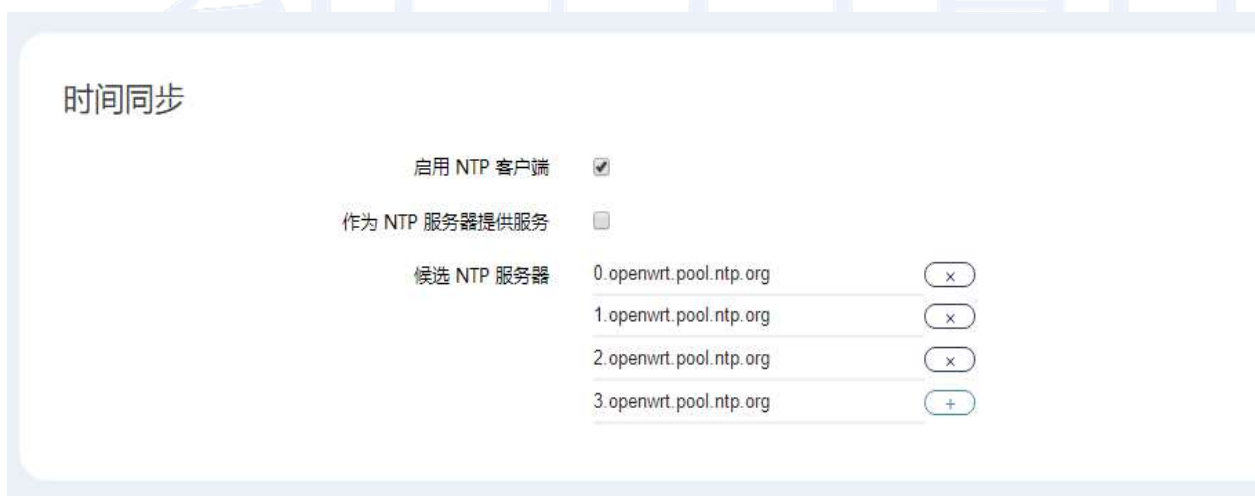 时间同步
启用 NTP 客户端
作为 NTP 服务器提供服务
候选 NTP 服务器 0.openwrt.pool.ntp.org x
1.openwrt.pool.ntp.org x
2.openwrt.pool.ntp.org x
3.openwrt.pool.ntp.org +